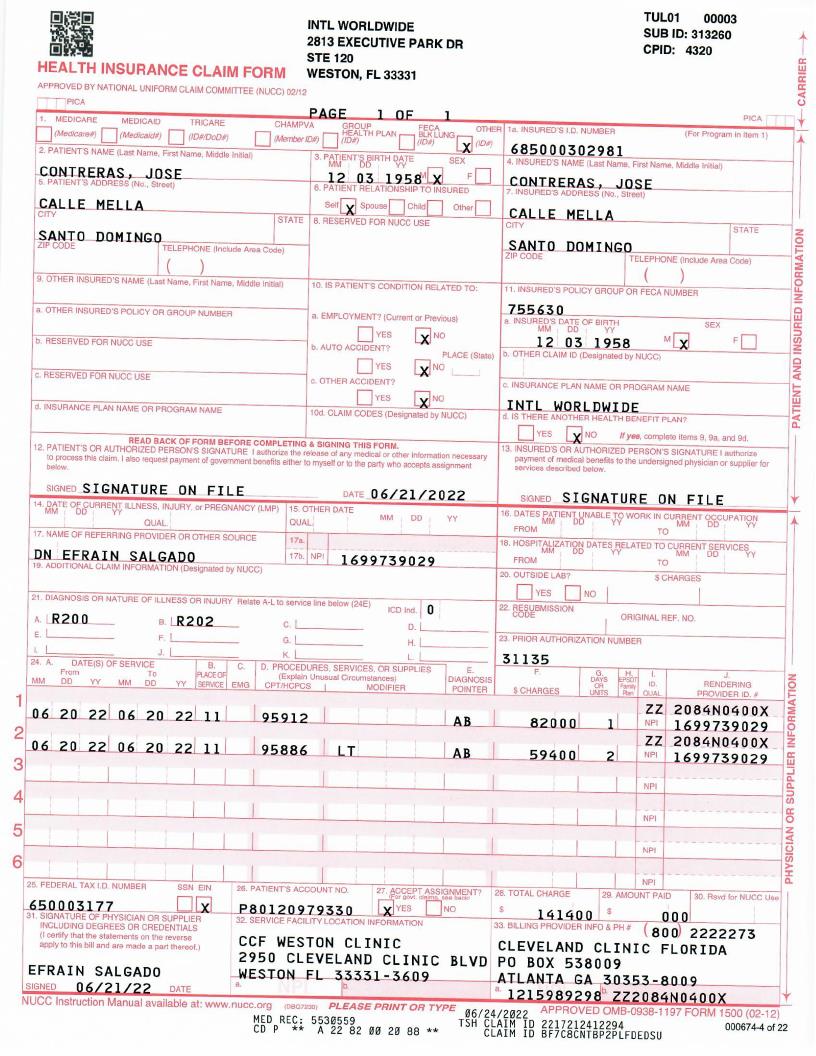 INTL WORLDWIDE
2813 EXECUTIVE PARK DR
STE 120
WESTON, FL 33331
TUL01 00003
SUB ID: 313260
CPID: 4320
HEALTH INSURANCE CLAIM FORM
APPROVED BY NATIONAL UNIFORM CLAIM COMMITTEE (NUCC) 02/12
PICA
PAGE 1 OF 1
PICA
CARRIER
1. MEDICARE MEDICAID TRICARE CHAMPVA GROUP HEALTH PLAN FECA BLK LUNG OTHER
(Medicare#) (Medicaid#) (ID#/DoD#) (Member ID#) (ID#) (ID#) X (ID#)
1a. INSURED'S I.D. NUMBER (For Program in Item 1)
685000302981
2. PATIENT'S NAME (Last Name, First Name, Middle Initial)
CONTRERAS, JOSE
3. PATIENT'S BIRTH DATE SEX
MM DD YY
12 03 1958 M X F
4. INSURED'S NAME (Last Name, First Name, Middle Initial)
CONTRERAS, JOSE
5. PATIENT'S ADDRESS (No., Street)
CALLE MELLA
6. PATIENT RELATIONSHIP TO INSURED
Self X Spouse Child Other
7. INSURED'S ADDRESS (No., Street)
CALLE MELLA
CITY STATE
SANTO DOMINGO
8. RESERVED FOR NUCC USE
CITY STATE
SANTO DOMINGO
ZIP CODE TELEPHONE (Include Area Code)
( )
ZIP CODE TELEPHONE (Include Area Code)
( )
9. OTHER INSURED'S NAME (Last Name, First Name, Middle Initial)
10. IS PATIENT'S CONDITION RELATED TO:
11. INSURED'S POLICY GROUP OR FECA NUMBER
755630
a. OTHER INSURED'S POLICY OR GROUP NUMBER
a. EMPLOYMENT? (Current or Previous)
YES X NO
a. INSURED'S DATE OF BIRTH SEX
MM DD YY
12 03 1958 M X F
b. RESERVED FOR NUCC USE
b. AUTO ACCIDENT? PLACE (State)
YES X NO
b. OTHER CLAIM ID (Designated by NUCC)
c. RESERVED FOR NUCC USE
c. OTHER ACCIDENT?
YES X NO
c. INSURANCE PLAN NAME OR PROGRAM NAME
INTL WORLDWIDE
d. INSURANCE PLAN NAME OR PROGRAM NAME
10d. CLAIM CODES (Designated by NUCC)
d. IS THERE ANOTHER HEALTH BENEFIT PLAN?
YES X NO If yes, complete items 9, 9a, and 9d.
PATIENT AND INSURED INFORMATION
READ BACK OF FORM BEFORE COMPLETING & SIGNING THIS FORM.
12. PATIENT'S OR AUTHORIZED PERSON'S SIGNATURE I authorize the release of any medical or other information necessary
to process this claim. I also request payment of government benefits either to myself or to the party who accepts assignment
below.
SIGNED SIGNATURE ON FILE DATE 06/21/2022
13. INSURED'S OR AUTHORIZED PERSON'S SIGNATURE I authorize
payment of medical benefits to the undersigned physician or supplier for
services described below.
SIGNED SIGNATURE ON FILE
14. DATE OF CURRENT ILLNESS, INJURY, or PREGNANCY (LMP)
MM DD YY
QUAL.
15. OTHER DATE
QUAL. MM DD YY
16. DATES PATIENT UNABLE TO WORK IN CURRENT OCCUPATION
MM DD YY MM DD YY
FROM TO
17. NAME OF REFERRING PROVIDER OR OTHER SOURCE
DN EFRAIN SALGADO
17a.
17b. NPI 1699739029
18. HOSPITALIZATION DATES RELATED TO CURRENT SERVICES
MM DD YY MM DD YY
FROM TO
19. ADDITIONAL CLAIM INFORMATION (Designated by NUCC)
20. OUTSIDE LAB? $ CHARGES
YES NO
21. DIAGNOSIS OR NATURE OF ILLNESS OR INJURY Relate A-L to service line below (24E)
ICD Ind. 0
A. R200 B. R202 C. D.
E. F. G. H.
I. J. K. L.
22. RESUBMISSION CODE ORIGINAL REF. NO.
23. PRIOR AUTHORIZATION NUMBER
31135
24. A. DATE(S) OF SERVICE B. C. D. PROCEDURES, SERVICES, OR SUPPLIES E. F. G. H. I. J.
From To PLACE OF SERVICE EMG (Explain Unusual Circumstances) DIAGNOSIS POINTER $ CHARGES DAYS OR UNITS EPSDT Family Plan ID. QUAL. RENDERING PROVIDER ID. #
MM DD YY MM DD YY CPT/HCPCS MODIFIER
1 ZZ 2084N0400X
06 20 22 06 20 22 11 95912 AB 82000 1 NPI 1699739029
2 ZZ 2084N0400X
06 20 22 06 20 22 11 95886 LT AB 59400 2 NPI 1699739029
3
NPI
4
NPI
5
NPI
6
NPI
PHYSICIAN OR SUPPLIER INFORMATION
25. FEDERAL TAX I.D. NUMBER SSN EIN
650003177 X
26. PATIENT'S ACCOUNT NO.
P80120979330
27. ACCEPT ASSIGNMENT?
(For govt. claims, see back)
X YES NO
28. TOTAL CHARGE
$ 141400
29. AMOUNT PAID
$ 000
30. Rsvd for NUCC Use
31. SIGNATURE OF PHYSICIAN OR SUPPLIER
INCLUDING DEGREES OR CREDENTIALS
(I certify that the statements on the reverse
apply to this bill and are made a part thereof.)
EFRAIN SALGADO
SIGNED 06/21/22 DATE
32. SERVICE FACILITY LOCATION INFORMATION
CCF WESTON CLINIC
2950 CLEVELAND CLINIC BLVD
WESTON FL 33331-3609
a. NPI b.
33. BILLING PROVIDER INFO & PH # (800) 2222273
CLEVELAND CLINIC FLORIDA
PO BOX 538009
ATLANTA GA 30353-8009
a. 1215989298 b. ZZ2084N0400X
NUCC Instruction Manual available at: www.nucc.org (DBG7230) PLEASE PRINT OR TYPE APPROVED OMB-0938-1197 FORM 1500 (02-12)
06/24/2022
MED REC: 5530559 TSH CLAIM ID 2217212412294
CD P ** A 22 82 00 20 88 ** CLAIM ID BF7C8CNTBP2PLFDEDSU
000674-4 of 22